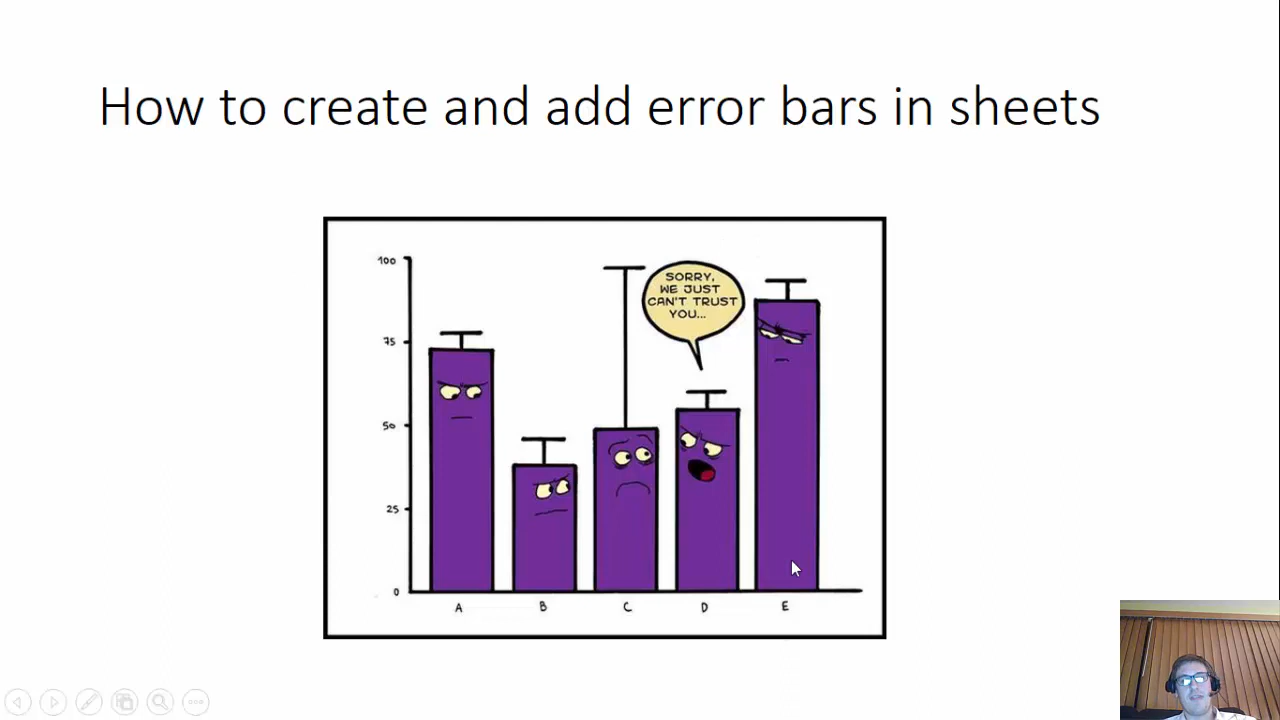 How to create and add error bars in sheets
100
SORRY,
WE JUST
CAN'T TRUST
YOU...
75
50
25
0
A B C D E